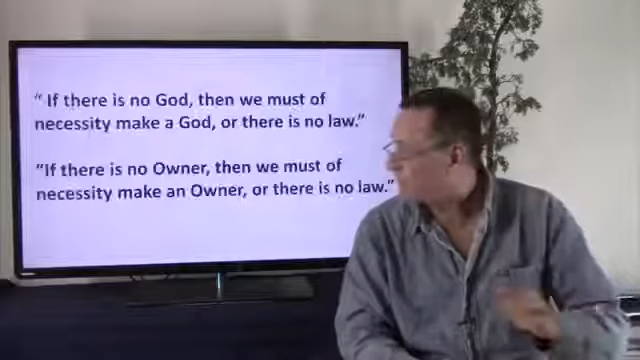 “ If there is no God, then we must of
necessity make a God, or there is no law.”
“If there is no Owner, then we must of
necessity make an Owner, or there is no law.”